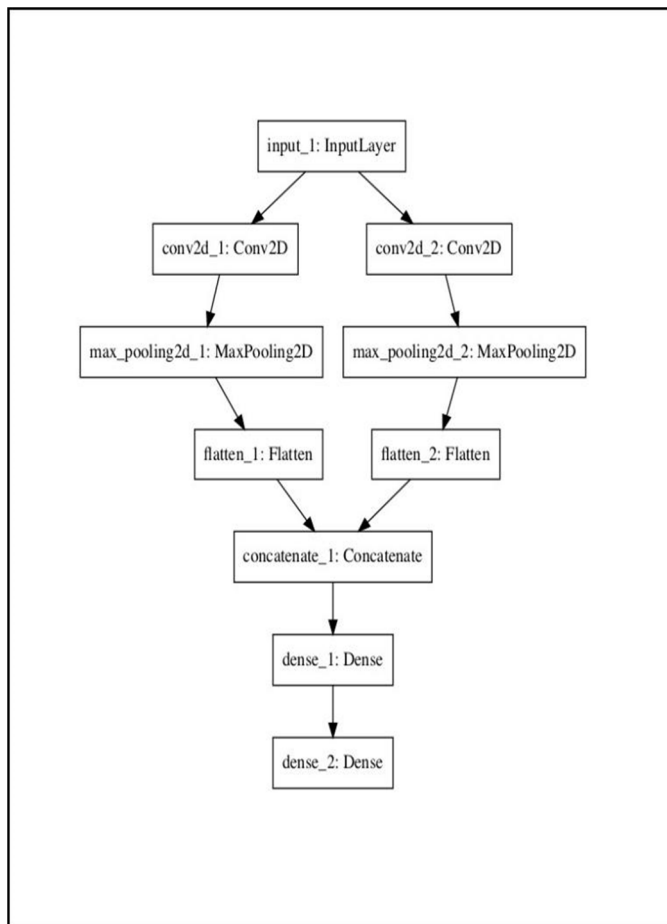 input_1: InputLayer
conv2d_1: Conv2D
conv2d_2: Conv2D
max_pooling2d_1: MaxPooling2D
max_pooling2d_2: MaxPooling2D
flatten_1: Flatten
flatten_2: Flatten
concatenate_1: Concatenate
dense_1: Dense
dense_2: Dense